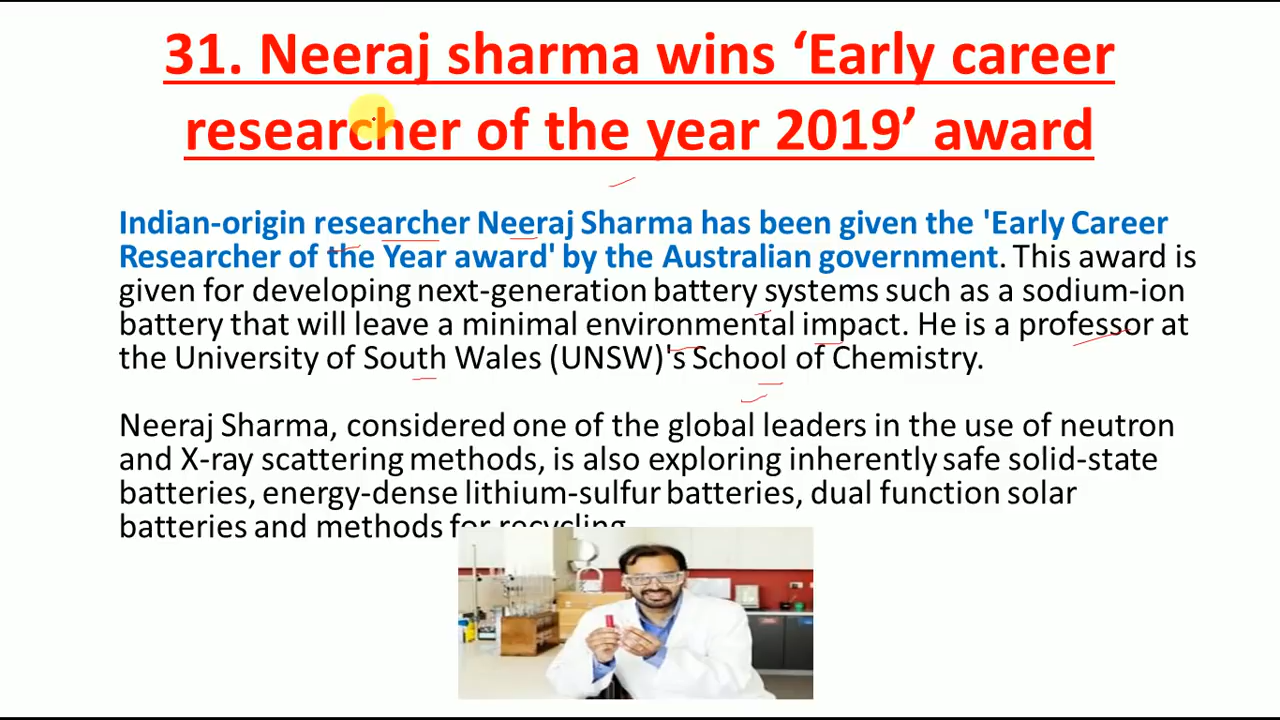 31. Neeraj sharma wins ‘Early career
researcher of the year 2019’ award
Indian-origin researcher Neeraj Sharma has been given the 'Early Career
Researcher of the Year award' by the Australian government. This award is
given for developing next-generation battery systems such as a sodium-ion
battery that will leave a minimal environmental impact. He is a professor at
the University of South Wales (UNSW)'s School of Chemistry.
Neeraj Sharma, considered one of the global leaders in the use of neutron
and X-ray scattering methods, is also exploring inherently safe solid-state
batteries, energy-dense lithium-sulfur batteries, dual function solar
batteries and methods for recycling.